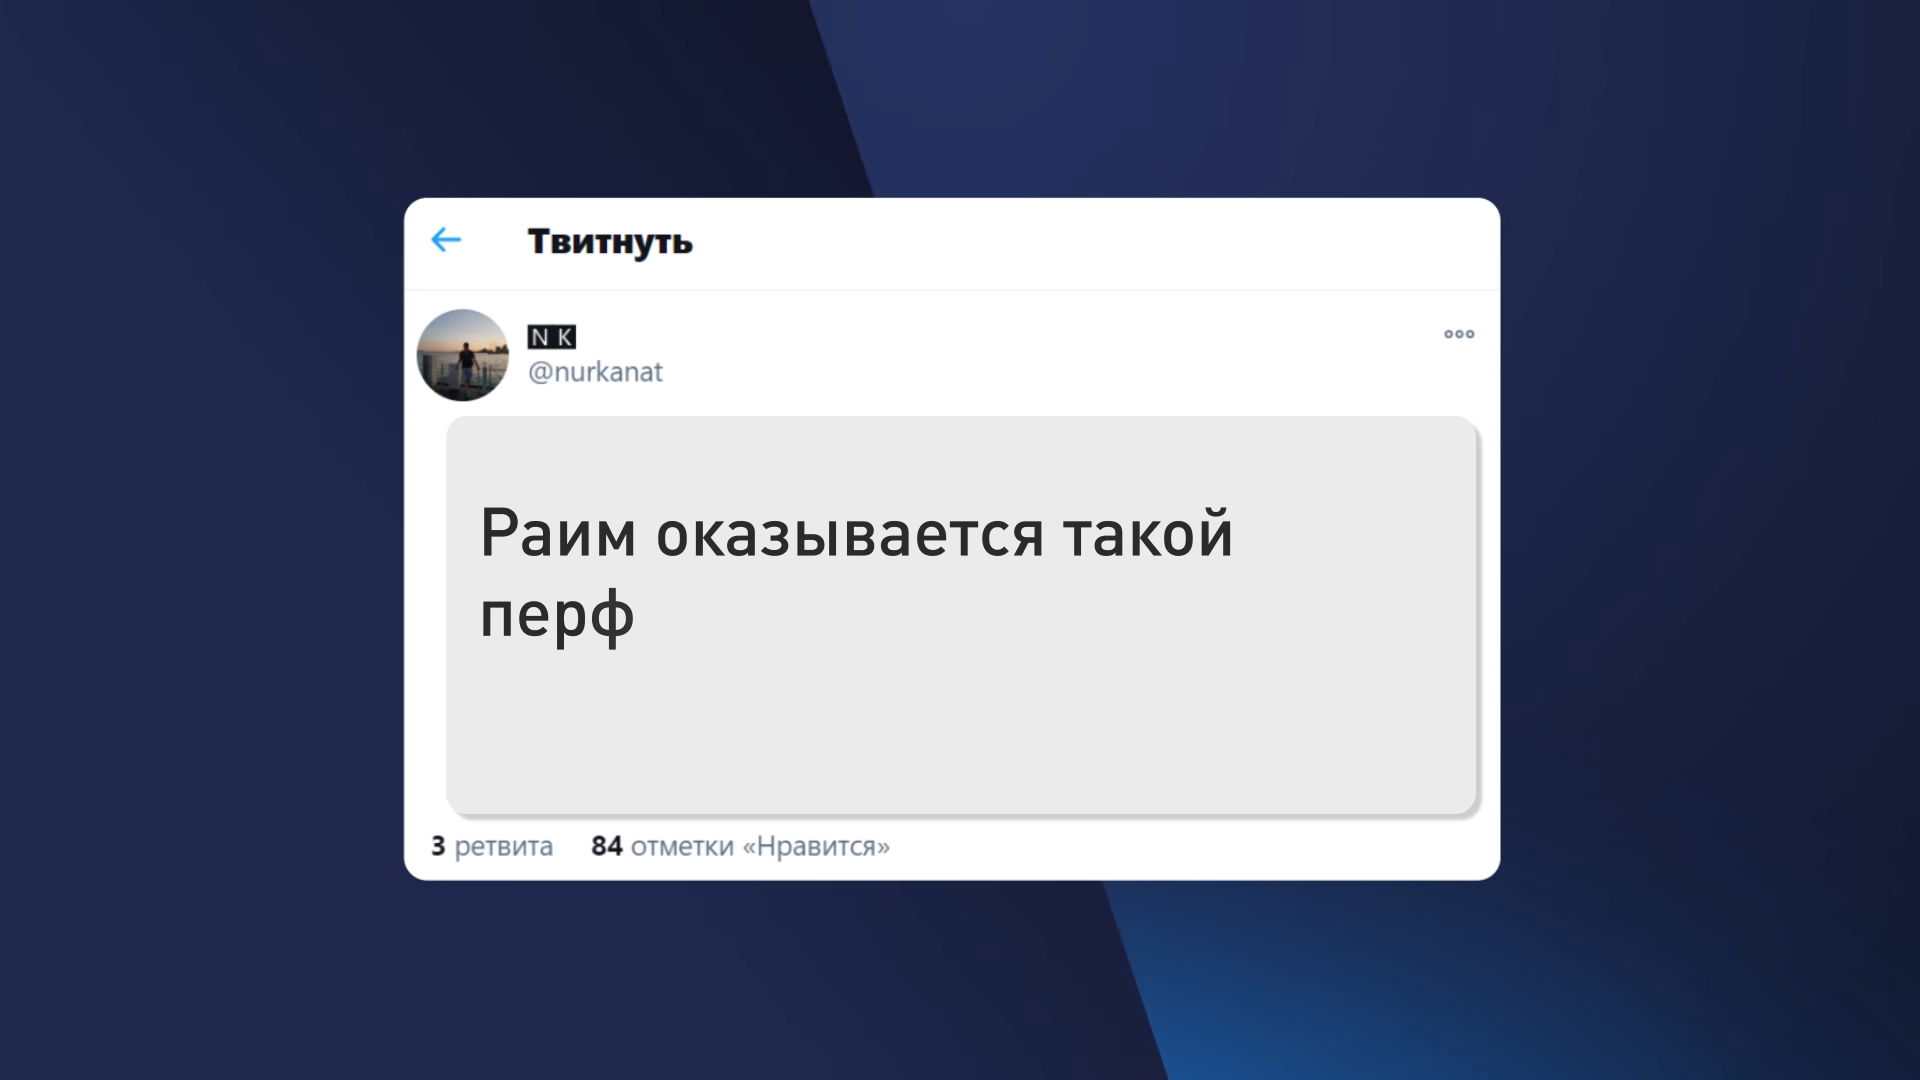 Твитнуть
N K
@nurkanat
Раим оказывается такой
перф
3 ретвита 84 отметки «Нравится»